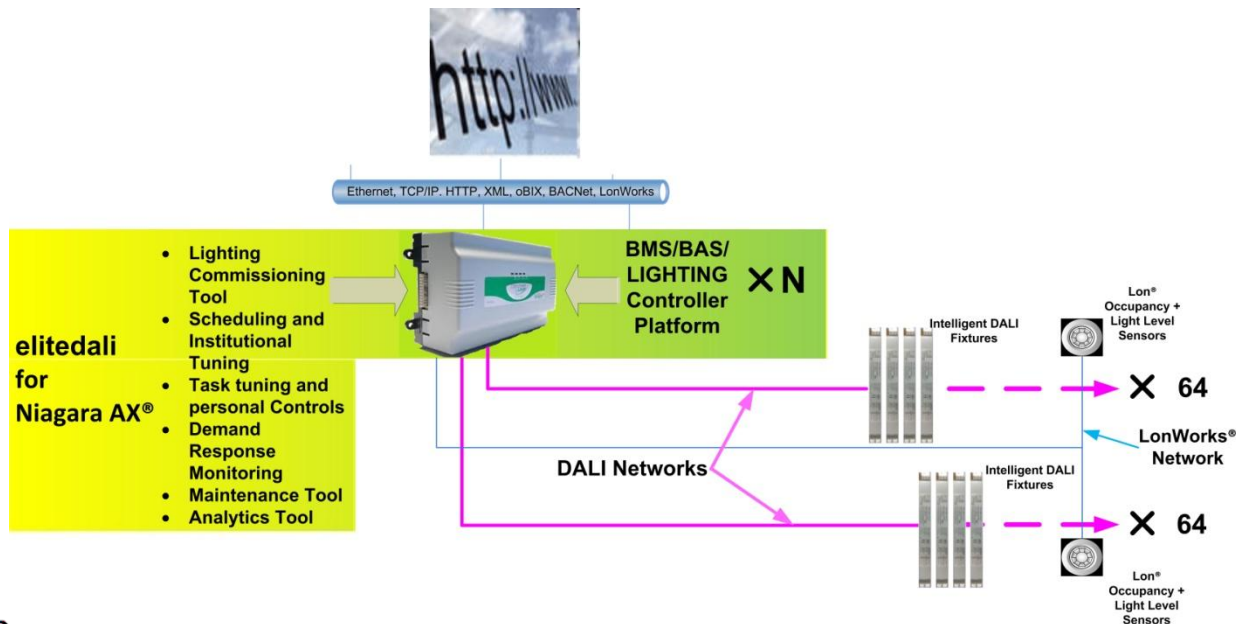 http://www.
Ethernet, TCP/IP. HTTP, XML, oBIX, BACNet, LonWorks
elitedali
for
Niagara AX®
• Lighting
Commissioning
Tool
• Scheduling and
Institutional
Tuning
• Task tuning and
personal Controls
• Demand
Response
Monitoring
• Maintenance Tool
• Analytics Tool
BMS/BAS/
LIGHTING
Controller
Platform
× N
Intelligent DALI
Fixtures
Lon®
Occupancy +
Light Level
Sensors
× 64
LonWorks®
Network
DALI Networks
Intelligent DALI
Fixtures
× 64
Lon®
Occupancy +
Light Level
Sensors